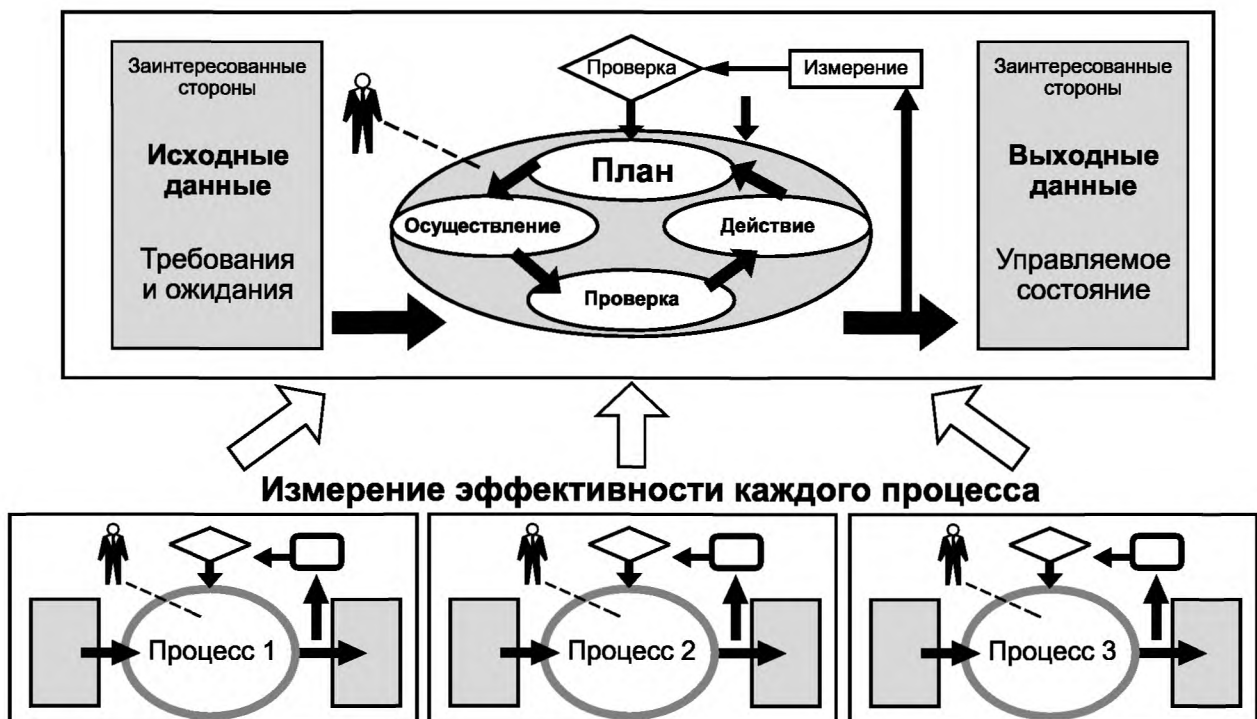 Заинтересованные
стороны
Исходные
данные
Требования
и ожидания
Проверка
Измерение
План
Осуществление
Действие
Проверка
Заинтересованные
стороны
Выходные
данные
Управляемое
состояние
Измерение эффективности каждого процесса
Процесс 1
Процесс 2
Процесс 3